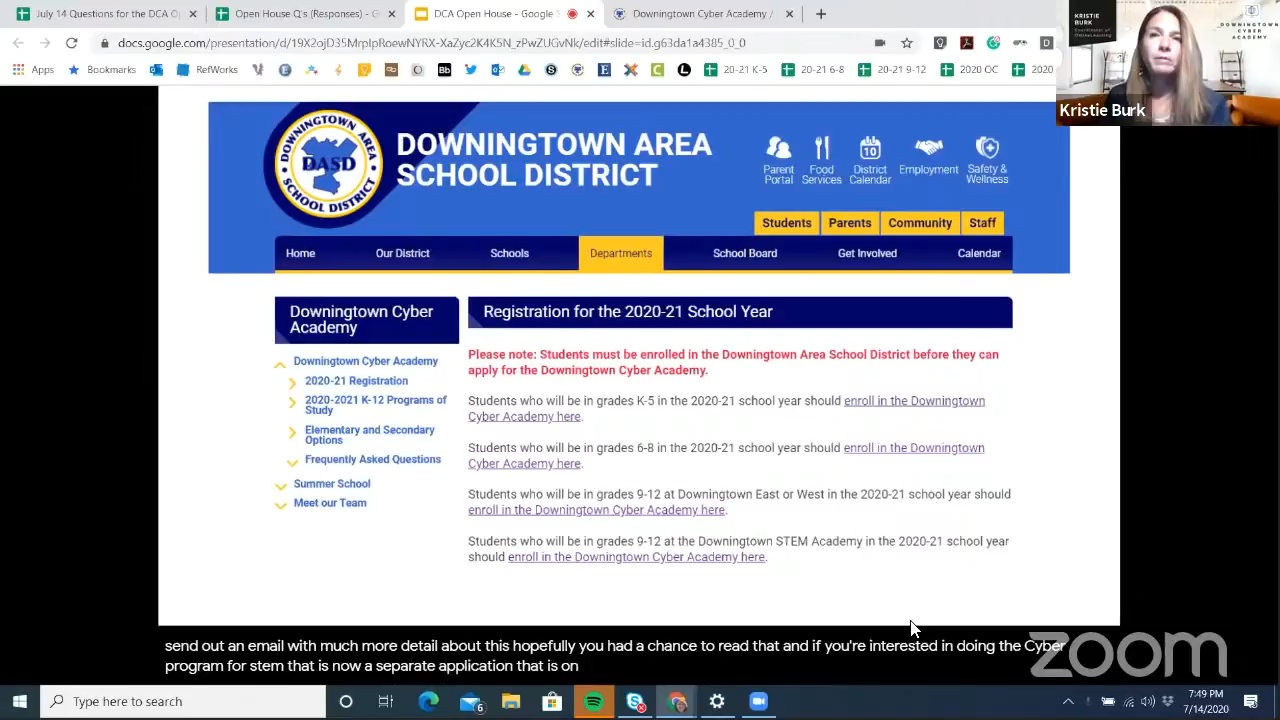 July 14 Questions for the DCA O
Operentic Q's (Responses) -
Downingtown Cyber Academy /
docs.google.com/presentation/d/1
Apps
Bookmarks
RefWorks
20-21 K-5
20-21 6-8
20-21 9-12
2020 OC
2020
KRISTIE
BURK
DOWNINGTOWN
CYBER
ACADEMY
Kristie Burk
DOWNINGTOWN AREA
SCHOOL DISTRICT
DASD
DOWNINGTOWN AREA
SCHOOL DISTRICT
Parent
Portal
Food
Services
10
District
Calendar
Employment
Safety &
Wellness
Students Parents Community Staff
Home Our District Schools Departments School Board Get Involved Calendar
Downingtown Cyber
Academy
Downingtown Cyber Academy
2020-21 Registration
2020-2021 K-12 Programs of
Study
Elementary and Secondary
Options
Frequently Asked Questions
Summer School
Meet our Team
Registration for the 2020-21 School Year
Please note: Students must be enrolled in the Downingtown Area School District before they can
apply for the Downingtown Cyber Academy.
Students who will be in grades K-5 in the 2020-21 school year should enroll in the Downingtown
Cyber Academy here.
Students who will be in grades 6-8 in the 2020-21 school year should enroll in the Downingtown
Cyber Academy here.
Students who will be in grades 9-12 at Downingtown East or West in the 2020-21 school year should
enroll in the Downingtown Cyber Academy here.
Students who will be in grades 9-12 at the Downingtown STEM Academy in the 2020-21 school year
should enroll in the Downingtown Cyber Academy here.
send out an email with much more detail about this hopefully you had a chance to read that and if you're interested in doing the Cyber
program for stem that is now a separate application that is on
zoom
Type here to search
7:49 PM
7/14/2020